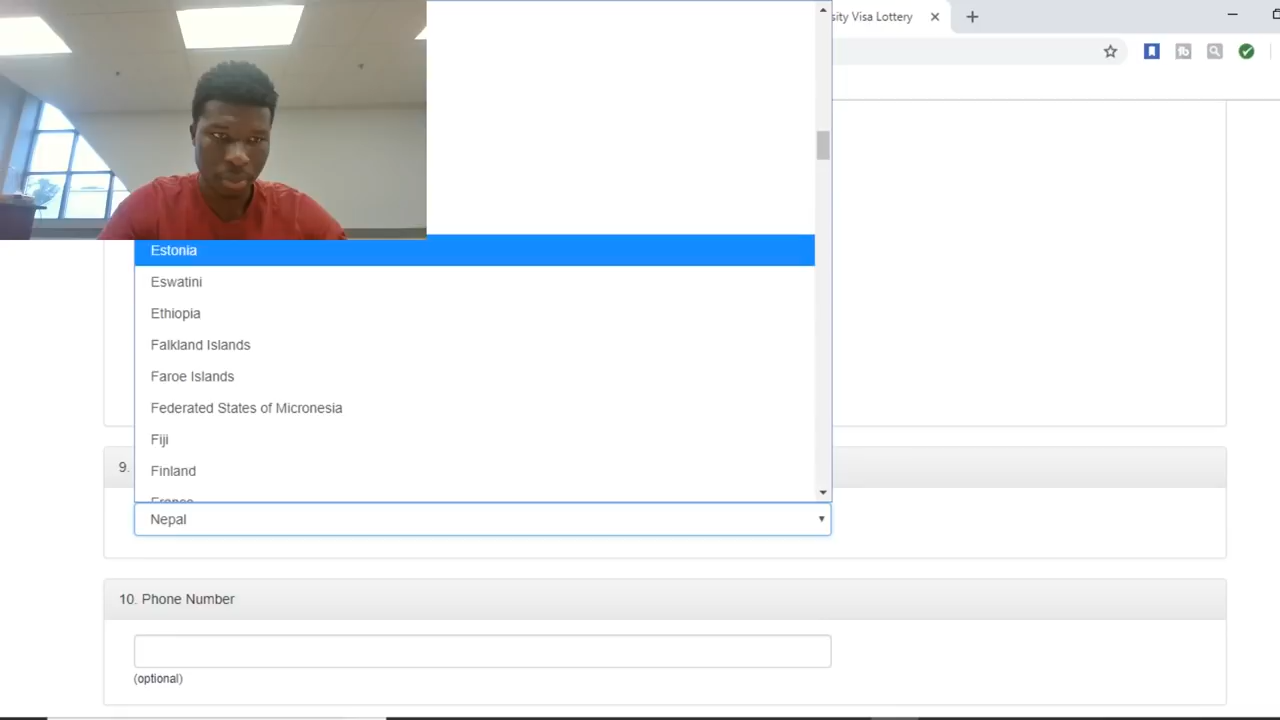 sity Visa Lottery
Estonia
Eswatini
Ethiopia
Falkland Islands
Faroe Islands
Federated States of Micronesia
Fiji
Finland
France
9.
Nepal
10. Phone Number
(optional)